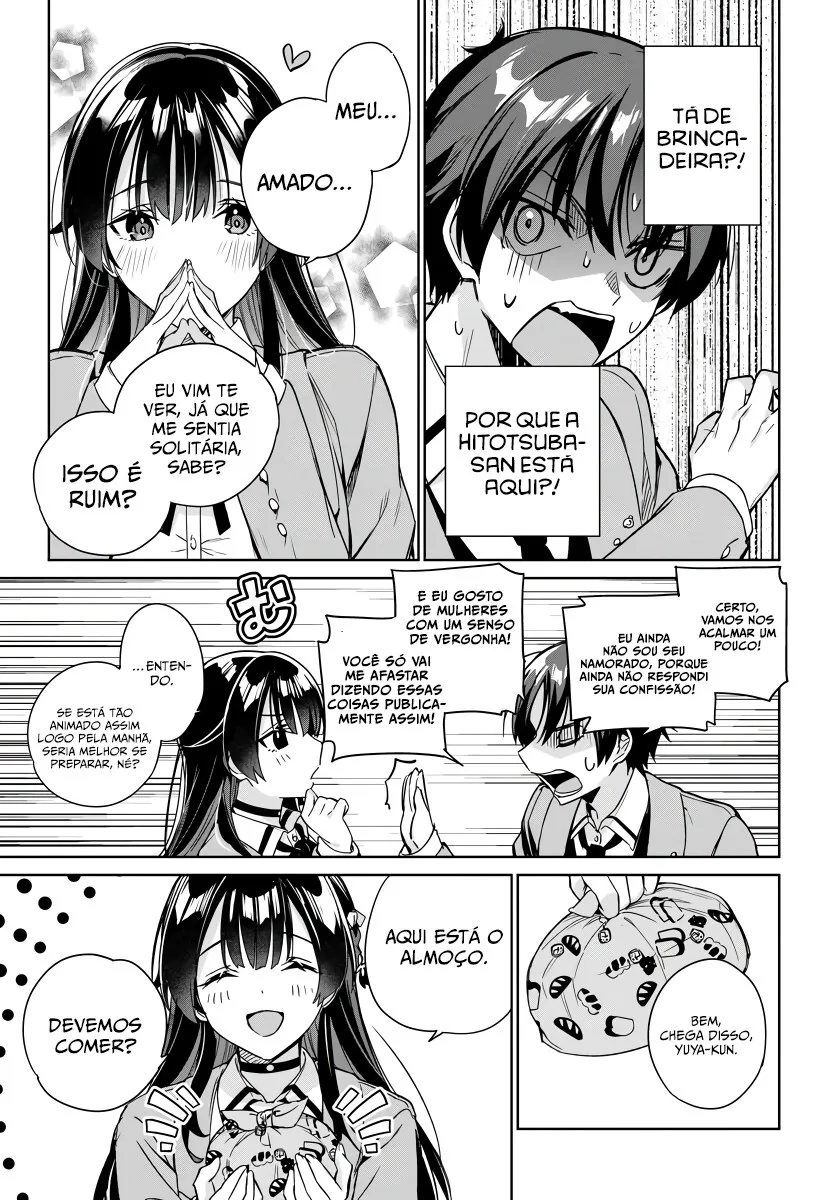 TÁ DE
BRINCA-
DEIRA?!
POR QUE A
HITOTSUBA-
SAN ESTÁ
AQUI?!
MEU...
AMADO...
EU VIM TE
VER, JÁ QUE
ME SENTIA
SOLITÁRIA,
SABE?
ISSO É
RUIM?
CERTO,
VAMOS NOS
ACALMAR UM
POUCO!
EU AINDA
NÃO SOU SEU
NAMORADO, PORQUE
AINDA NÃO RESPONDI
SUA CONFISSÃO!
E EU GOSTO
DE MULHERES
COM UM SENSO
DE VERGONHA!
VOCÊ SÓ VAI
ME AFASTAR
DIZENDO ESSAS
COISAS PUBLICA-
MENTE ASSIM!
む
...ENTEN-
DO.
SE ESTÁ TÃO
ANIMADO ASSIM
LOGO PELA MANHÃ,
SERIA MELHOR SE
PREPARAR, NÉ?
BEM,
CHEGA DISSO,
YUYA-KUN.
AQUI ESTÁ O
ALMOÇO.
DEVEMOS
COMER?